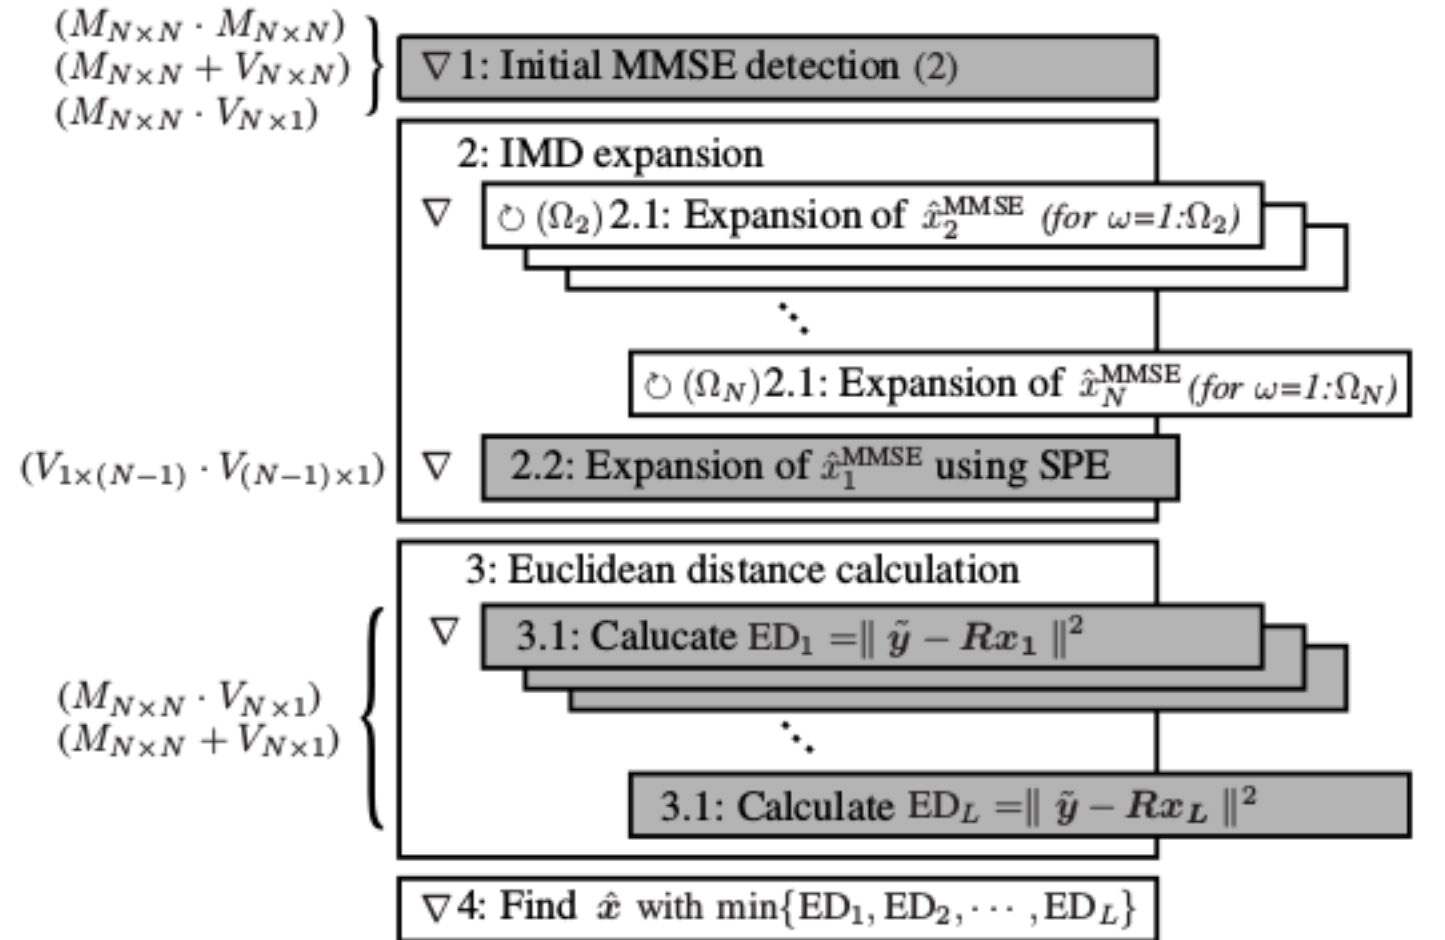 (M_{N×N} · M_{N×N})
(M_{N×N} + V_{N×N})
(M_{N×N} · V_{N×1})
∇ 1: Initial MMSE detection (2)
2: IMD expansion
∇ ↻ (Ω_2) 2.1: Expansion of x̂_2^{MMSE} (for ω=1:Ω_2)
⋱
↻ (Ω_N) 2.1: Expansion of x̂_N^{MMSE} (for ω=1:Ω_N)
(V_{1×(N−1)} · V_{(N−1)×1}) ∇ 2.2: Expansion of x̂_1^{MMSE} using SPE
3: Euclidean distance calculation
∇ 3.1: Calucate ED_1 =∥ ỹ − Rx_1 ∥^2
(M_{N×N} · V_{N×1})
(M_{N×N} + V_{N×1})
⋱
3.1: Calculate ED_L =∥ ỹ − Rx_L ∥^2
∇ 4: Find x̂ with min{ED_1, ED_2, ⋯ , ED_L}